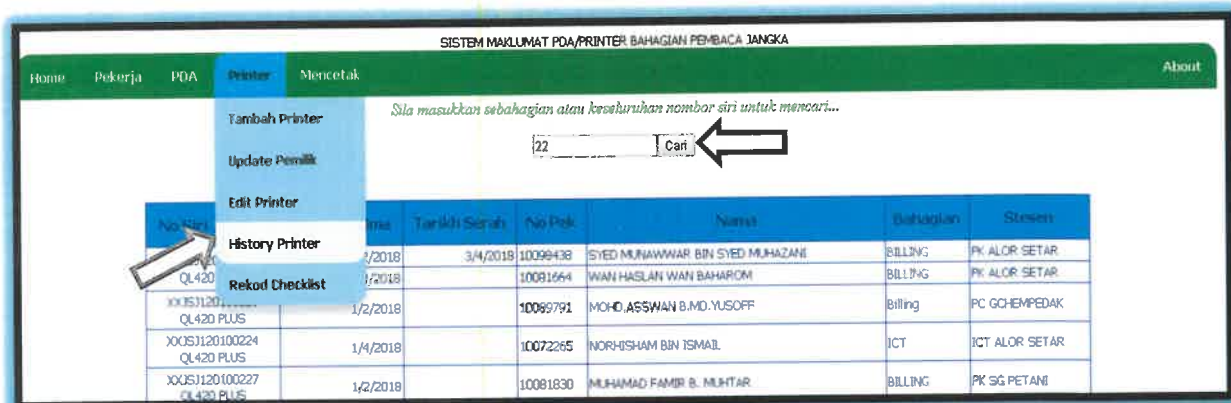 SISTEM MAKLUMAT PDA/PRINTER BAHAGIAN PEMBACA JANGKA
Home Pekerja PDA Printer Mencetak About
Tambah Printer
Update Pemilik
Edit Printer
History Printer
Rekod Checklist
Sila masukkan sebahagian atau keseluruhan nombor siri untuk mencari...
22 Cari
No Siri Tarikh Serah No Pek Nama Bahagian Stesen
3/4/2018 10098438 SYED MUNAWWAR BIN SYED MUHAZANI BILLING PK ALOR SETAR
QL420 10081664 WAN HASLAN WAN BAHAROM BILLING PK ALOR SETAR
QL420 PLUS 1/2/2018 10089791 MOHD.ASSWAN B.MD.YUSOFF Billing PC GCHEMPEDAK
XXJSJ120100224
QL420 PLUS 1/4/2018 10072265 NORHISHAM BIN ISMAIL ICT ICT ALOR SETAR
XXJSJ120100227
QL420 PLUS 1/2/2018 10081830 MUHAMAD FAMIR B. MUHTAR BILLING PK SG PETANI